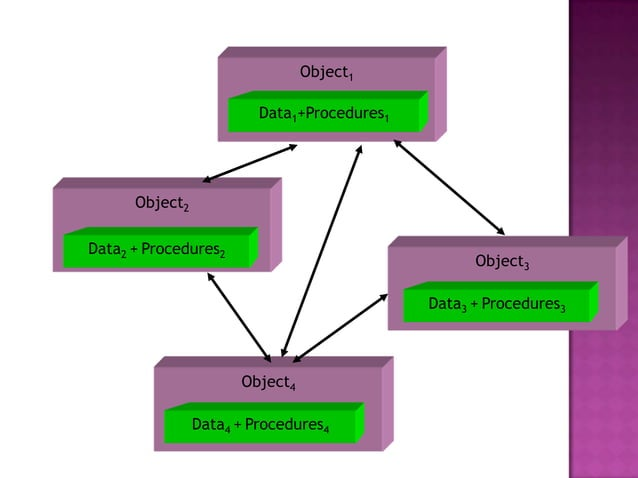 Object₁
Data₁+Procedures₁
Object₂
Data₂ + Procedures₂
Object₃
Data₃ + Procedures₃
Object₄
Data₄ + Procedures₄